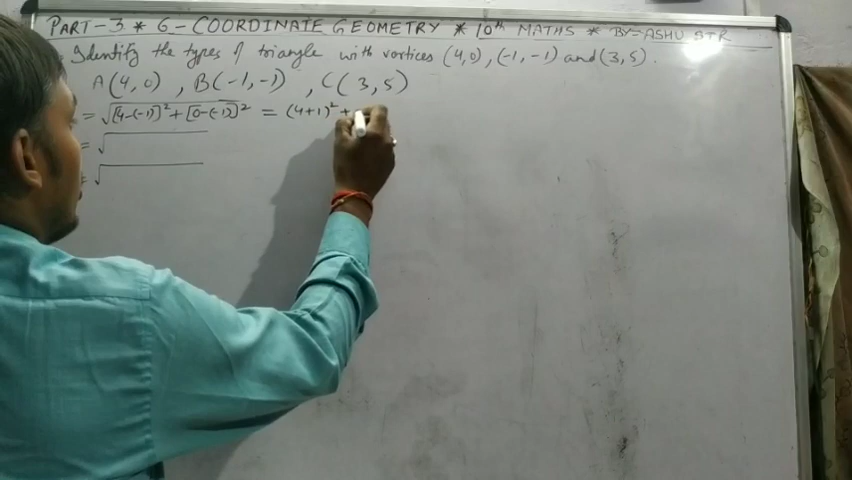 PART-3 * 6- COORDINATE GEOMETRY * 10th MATHS * BY-ASHU SIR
Identify the types of triangle with vortices (4,0), (-1,-1) and (3,5).
A(4,0), B(-1,-1), C(3,5)
= √[4-(-1)]² + [0-(-1)]² = (4+1)² +
= √
= √